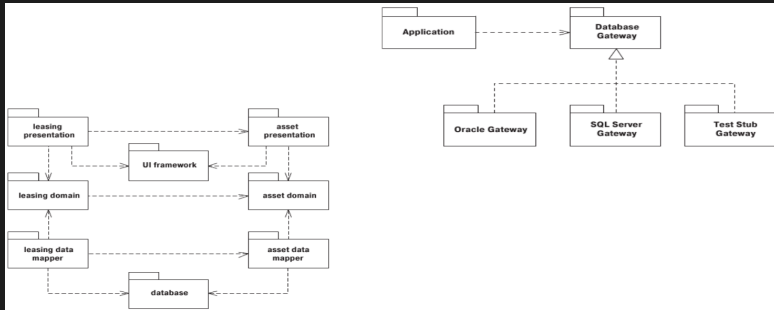 Application
Database
Gateway
Oracle Gateway
SQL Server
Gateway
Test Stub
Gateway
leasing
presentation
asset
presentation
UI framework
leasing domain
asset domain
leasing data
mapper
asset data
mapper
database